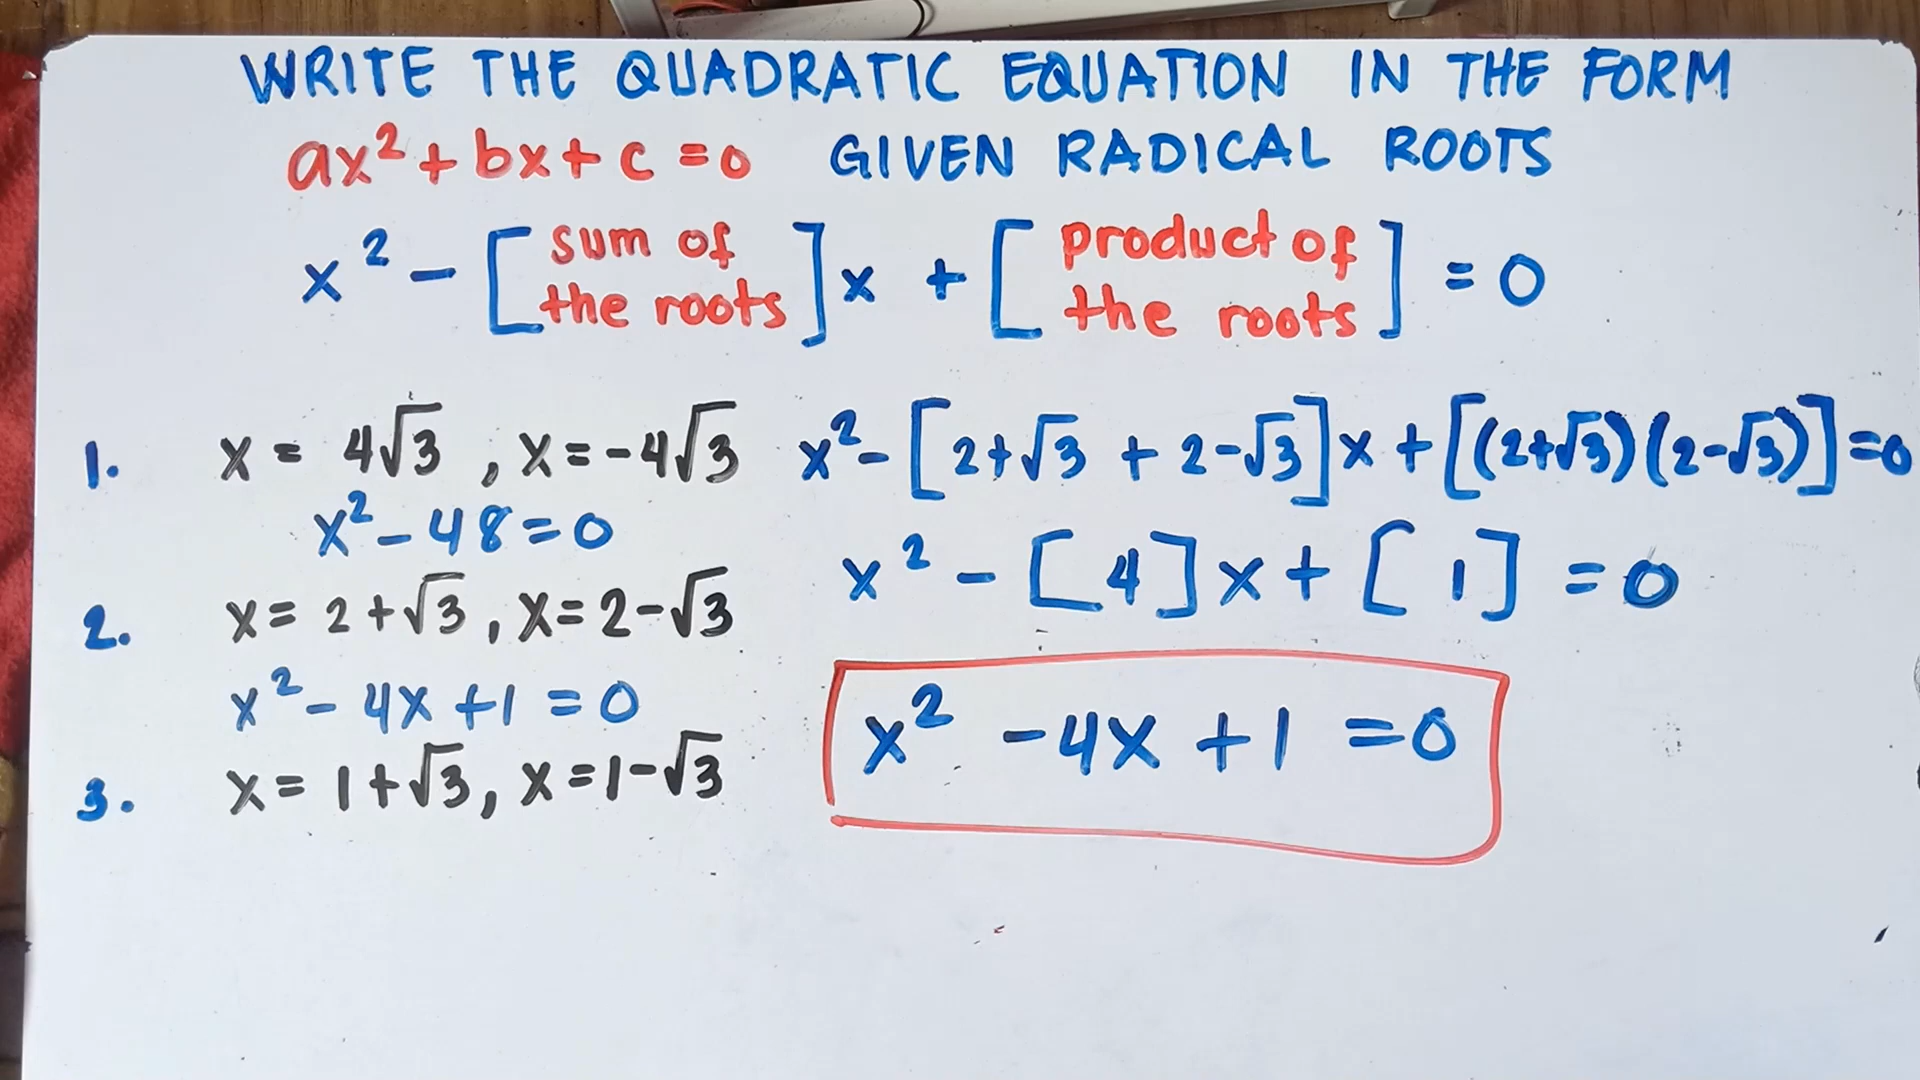 WRITE THE QUADRATIC EQUATION IN THE FORM
ax² + bx + c = 0 GIVEN RADICAL ROOTS
x² - [sum of the roots]x + [product of the roots] = 0
1. x = 4√3, x = -4√3
x² - 48 = 0
2. x = 2+√3, x = 2-√3
x² - 4x + 1 = 0
3. x = 1+√3, x = 1-√3
x² - [2+√3 + 2-√3]x + [(2+√3)(2-√3)] = 0
x² - [4]x + [1] = 0
x² - 4x + 1 = 0